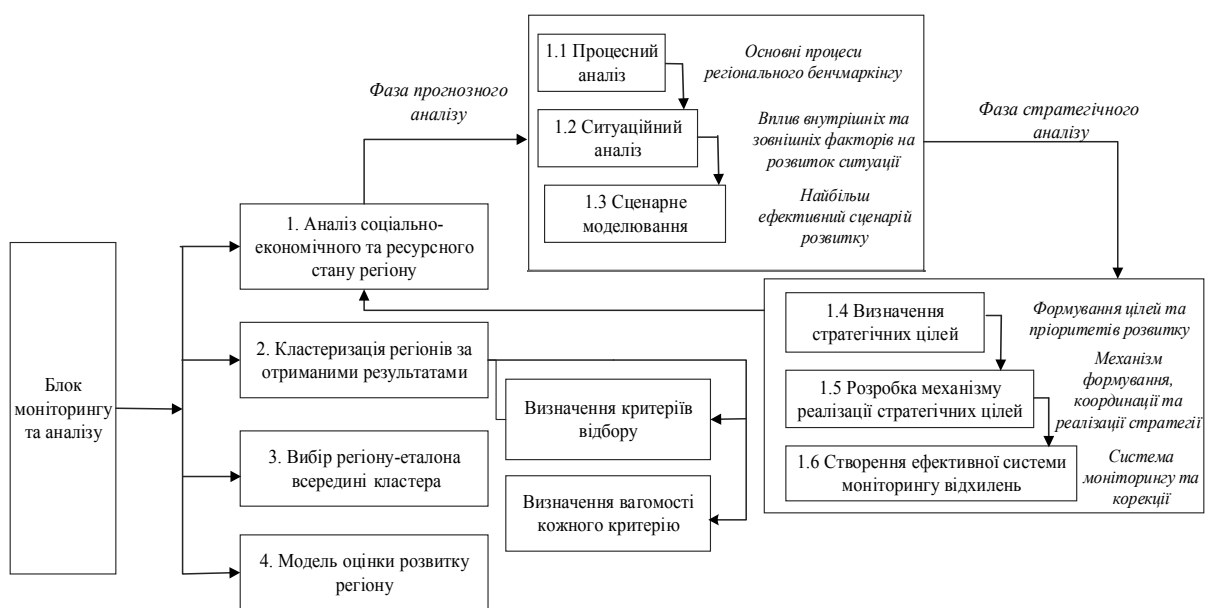 1.1 Процесний
аналіз
Основні процеси
регіонального бенчмаркінгу
Фаза прогнозного
аналізу
1.2 Ситуаційний
аналіз
Вплив внутрішніх та
зовнішніх факторів на
розвиток ситуації
Фаза стратегічного
аналізу
1.3 Сценарне
моделювання
Найбільш
ефективний сценарій
розвитку
1. Аналіз соціально-
економічного та ресурсного
стану регіону
1.4 Визначення
стратегічних цілей
Формування цілей та
пріоритетів розвитку
2. Кластеризація регіонів за
отриманими результатами
1.5 Розробка механізму
реалізації стратегічних цілей
Механізм
формування,
координації та
реалізації стратегії
Блок
моніторингу
та аналізу
Визначення критеріїв
відбору
1.6 Створення ефективної системи
моніторингу відхилень
Система
моніторингу та
корекції
3. Вибір регіону-еталона
всередині кластера
Визначення вагомості
кожного критерію
4. Модель оцінки розвитку
регіону